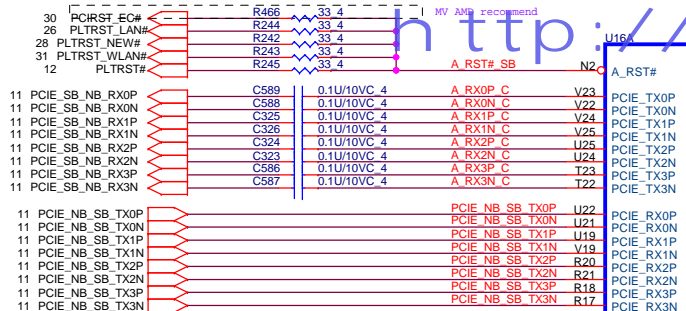 30 PCIRST_EC# R466 33_4 MV AMD recommend
26 PLTRST_LAN# R244 33_4
28 PLTRST_NEW# R242 33_4
31 PLTRST_WLAN# R243 33_4
12 PLTRST# R245 33_4 A_RST#_SB N2 A_RST#
http://
U16A
11 PCIE_SB_NB_RX0P C589 0.1U/10VC_4 A_RX0P_C V23 PCIE_TX0P
11 PCIE_SB_NB_RX0N C588 0.1U/10VC_4 A_RX0N_C V22 PCIE_TX0N
11 PCIE_SB_NB_RX1P C325 0.1U/10VC_4 A_RX1P_C V24 PCIE_TX1P
11 PCIE_SB_NB_RX1N C326 0.1U/10VC_4 A_RX1N_C V25 PCIE_TX1N
11 PCIE_SB_NB_RX2P C324 0.1U/10VC_4 A_RX2P_C U25 PCIE_TX2P
11 PCIE_SB_NB_RX2N C323 0.1U/10VC_4 A_RX2N_C U24 PCIE_TX2N
11 PCIE_SB_NB_RX3P C586 0.1U/10VC_4 A_RX3P_C T23 PCIE_TX3P
11 PCIE_SB_NB_RX3N C587 0.1U/10VC_4 A_RX3N_C T22 PCIE_TX3N
11 PCIE_NB_SB_TX0P PCIE_NB_SB_TX0P U22 PCIE_RX0P
11 PCIE_NB_SB_TX0N PCIE_NB_SB_TX0N U21 PCIE_RX0N
11 PCIE_NB_SB_TX1P PCIE_NB_SB_TX1P U19 PCIE_RX1P
11 PCIE_NB_SB_TX1N PCIE_NB_SB_TX1N V19 PCIE_RX1N
11 PCIE_NB_SB_TX2P PCIE_NB_SB_TX2P R20 PCIE_RX2P
11 PCIE_NB_SB_TX2N PCIE_NB_SB_TX2N R21 PCIE_RX2N
11 PCIE_NB_SB_TX3P PCIE_NB_SB_TX3P R18 PCIE_RX3P
11 PCIE_NB_SB_TX3N PCIE_NB_SB_TX3N R17 PCIE_RX3N